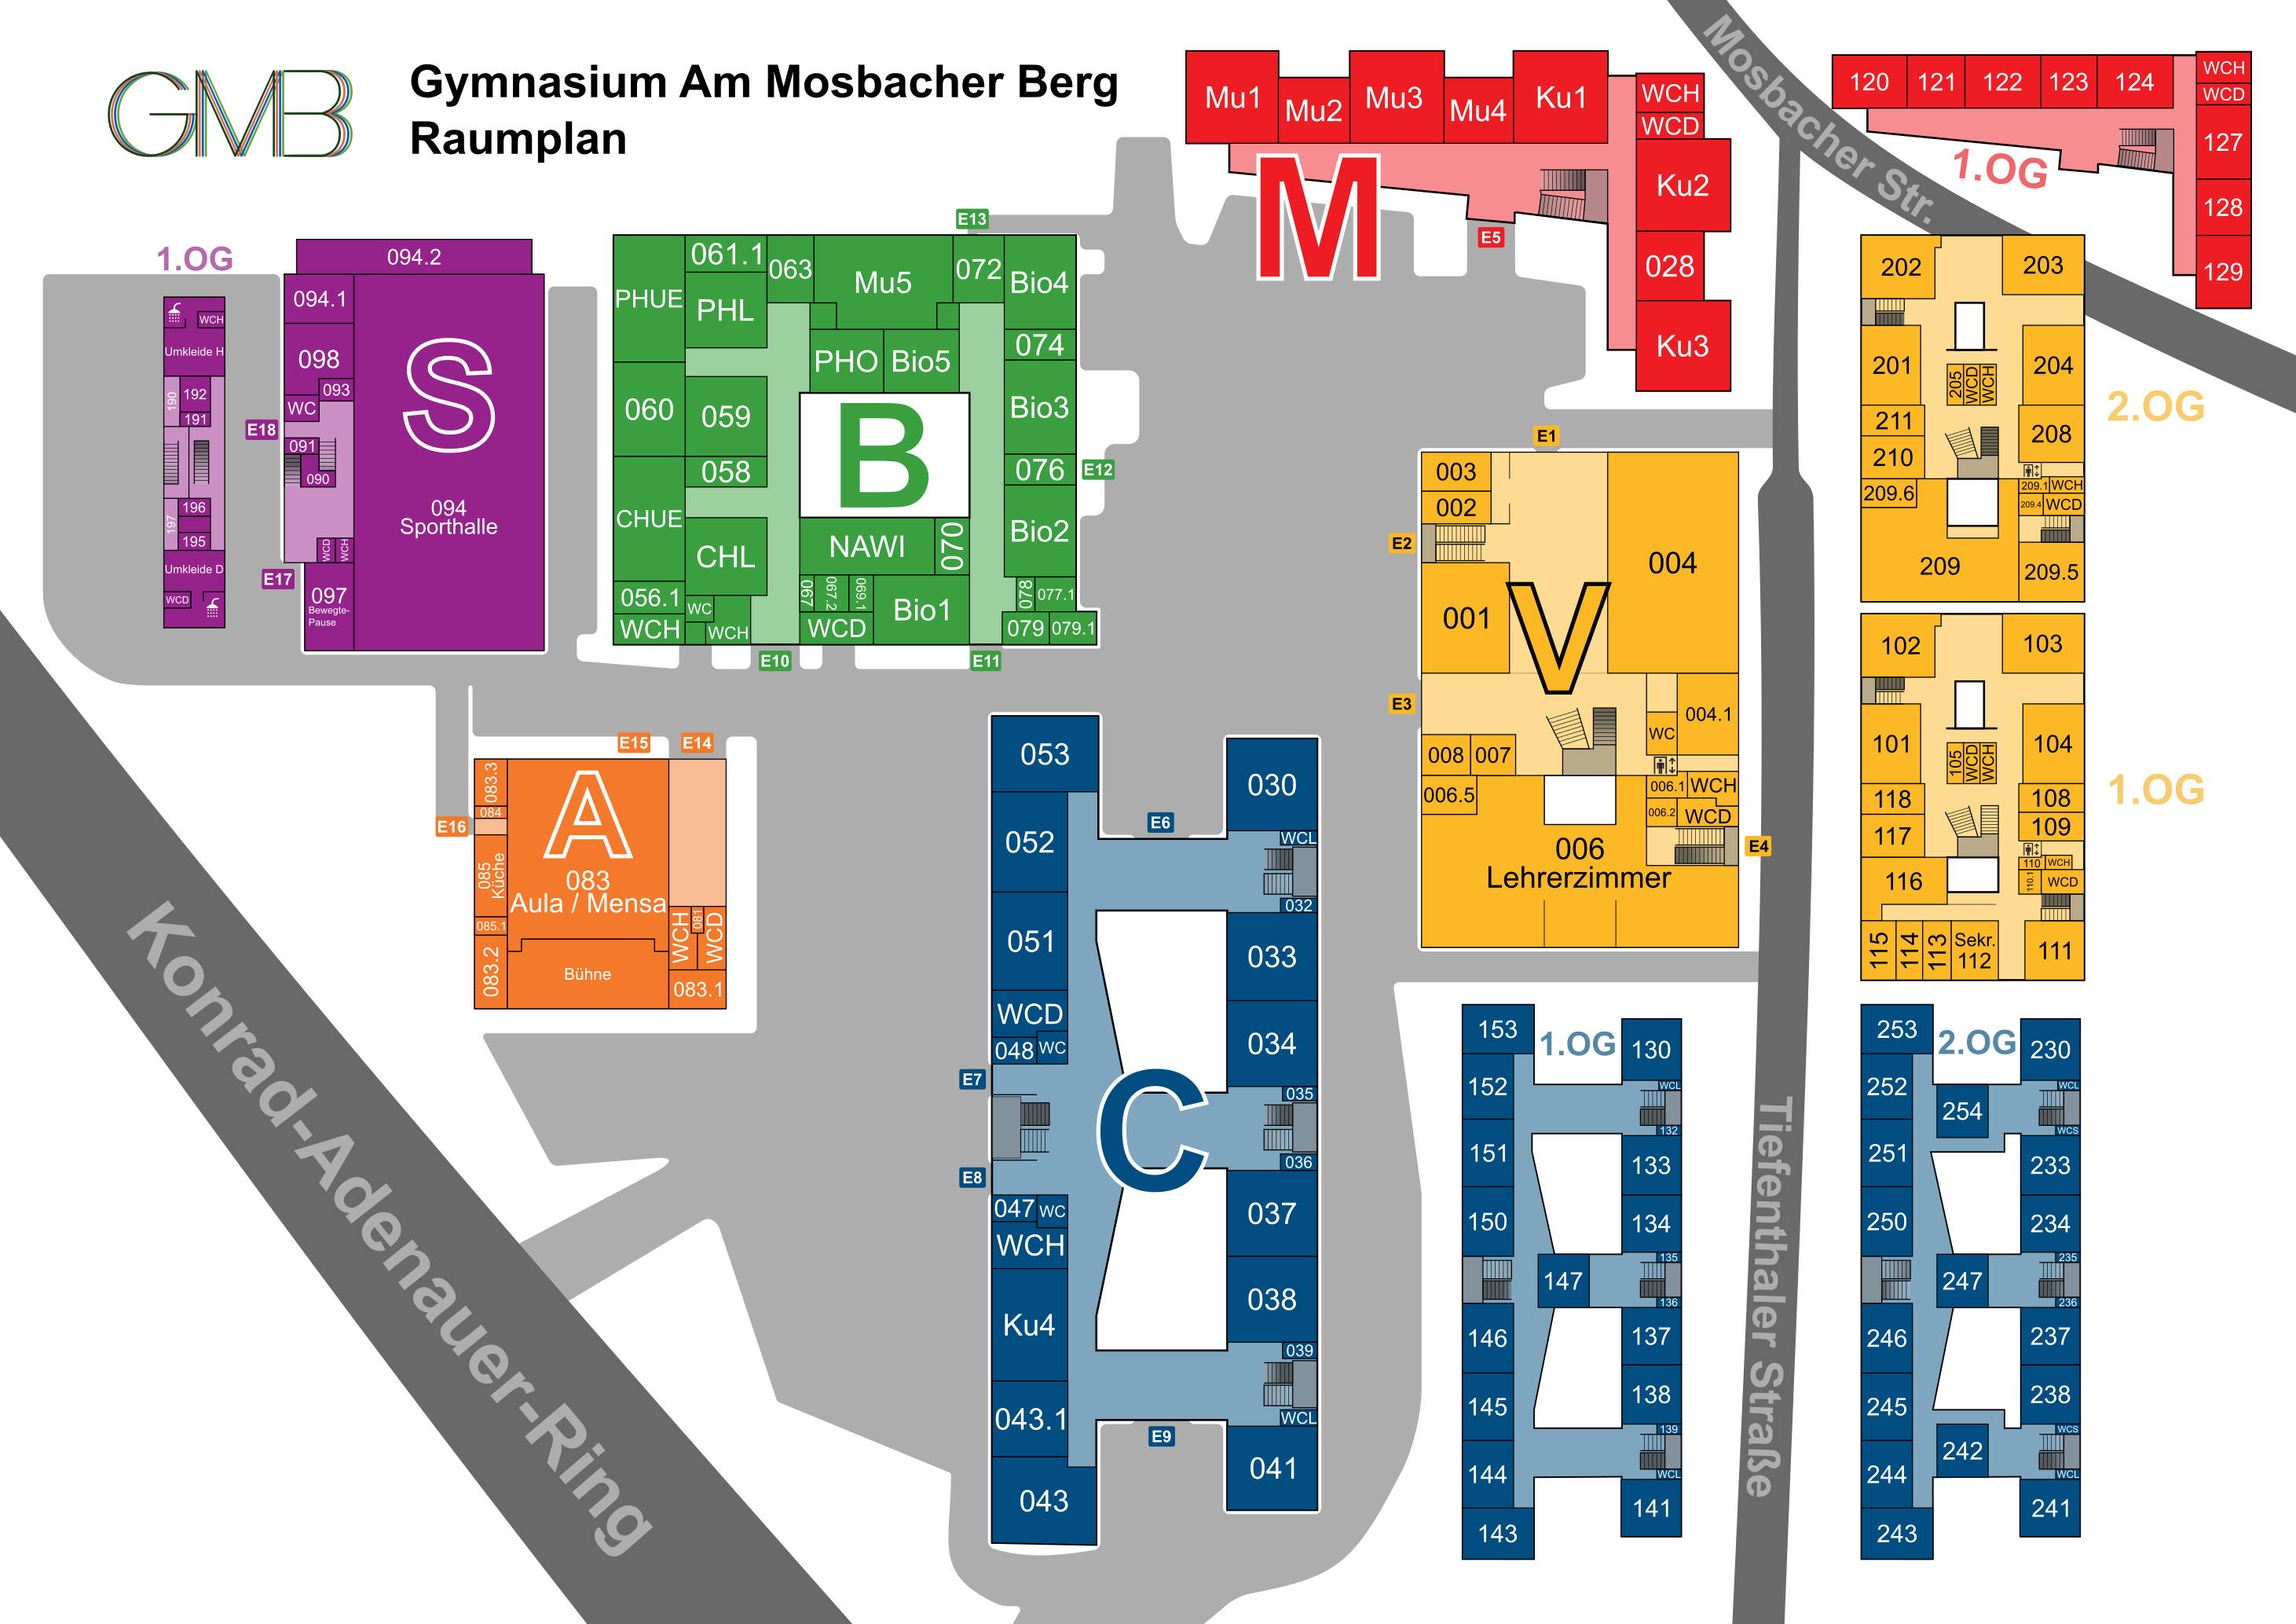 GMB
Gymnasium Am Mosbacher Berg
Raumplan
Mu1
Mu2
Mu3
Mu4
Ku1
WCH
WCD
Ku2
028
Ku3
M
E5
Mosbacher Str.
120
121
122
123
124
WCH
WCD
127
128
129
1.OG
1.OG
WCH
Umkleide H
190
192
191
196
197
195
Umkleide D
WCD
094.2
094.1
098
093
WC
091
090
S
094
Sporthalle
WCD
WCH
097
Bewegte-
Pause
E18
E17
E13
PHUE
061.1
063
Mu5
072
Bio4
PHL
PHO
Bio5
074
060
059
Bio3
B
058
076
E12
CHUE
CHL
NAWI
070
Bio2
056.1
WC
067
067.2
069.1
Bio1
078
077.1
WCH
WCH
WCD
079
079.1
E10
E11
E15
E14
E16
083.3
084
085
Küche
085.1
083.2
A
083
Aula / Mensa
Bühne
WCH
081
WCD
083.1
Konrad-Adenauer-Ring
E1
003
002
E2
004
001
V
E3
004.1
WC
008
007
006.5
006.1
WCH
006.2
WCD
006
Lehrerzimmer
E4
202
203
201
205
WCD
WCH
204
2.OG
211
208
210
209.6
209.1
WCH
209.4
WCD
209
209.5
102
103
101
105
WCD
WCH
104
1.OG
118
108
117
109
110
WCH
116
110.1
WCD
115
114
113
Sekr.
112
111
053
030
E6
052
WCL
032
051
033
WCD
034
048
WC
035
E7
C
036
E8
047
WC
037
WCH
038
Ku4
039
043.1
WCL
E9
041
043
153
1.OG
130
152
WCL
132
151
133
150
134
135
147
136
146
137
145
138
139
144
WCL
141
143
Tiefenthaler Straße
253
2.OG
230
252
WCL
254
WCS
251
233
250
234
235
247
236
246
237
245
238
WCS
242
244
WCL
241
243